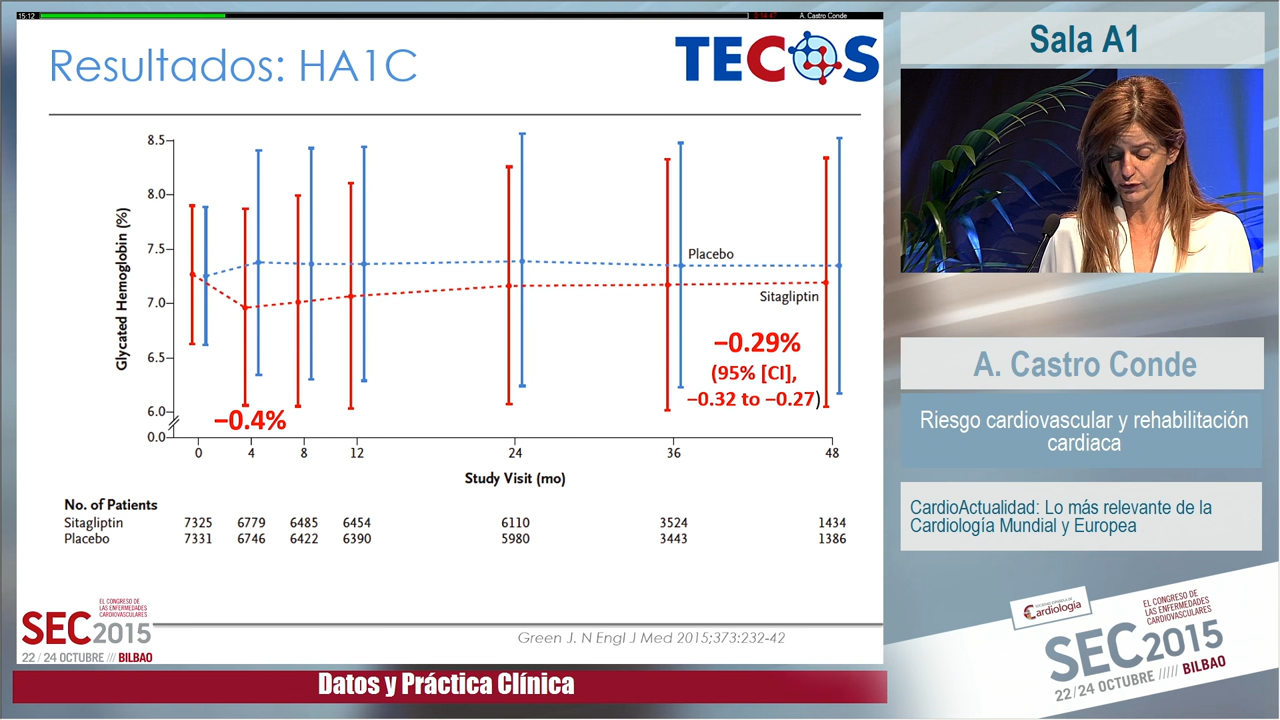 15:12
A. Castro Conde
Resultados: HA1C
TECOS
Glycated Hemoglobin (%)
8.5
8.0
7.5
7.0
6.5
6.0
0.0
Placebo
Sitagliptin
−0.29%
(95% [CI],
−0.32 to −0.27)
−0.4%
0 4 8 12 24 36 48
Study Visit (mo)
No. of Patients
Sitagliptin 7325 6779 6485 6454 6110 3524 1434
Placebo 7331 6746 6422 6390 5980 3443 1386
EL CONGRESO DE
LAS ENFERMEDADES
CARDIOVASCULARES
SEC2015
22 / 24 OCTUBRE /// BILBAO
Green J. N Engl J Med 2015;373:232-42
Datos y Práctica Clínica
Sala A1
A. Castro Conde
Riesgo cardiovascular y rehabilitación
cardiaca
CardioActualidad: Lo más relevante de la
Cardiología Mundial y Europea
SOCIEDAD ESPAÑOLA DE
Cardiología
EL CONGRESO DE
LAS ENFERMEDADES
CARDIOVASCULARES
SEC2015
22/24 OCTUBRE ///// BILBAO